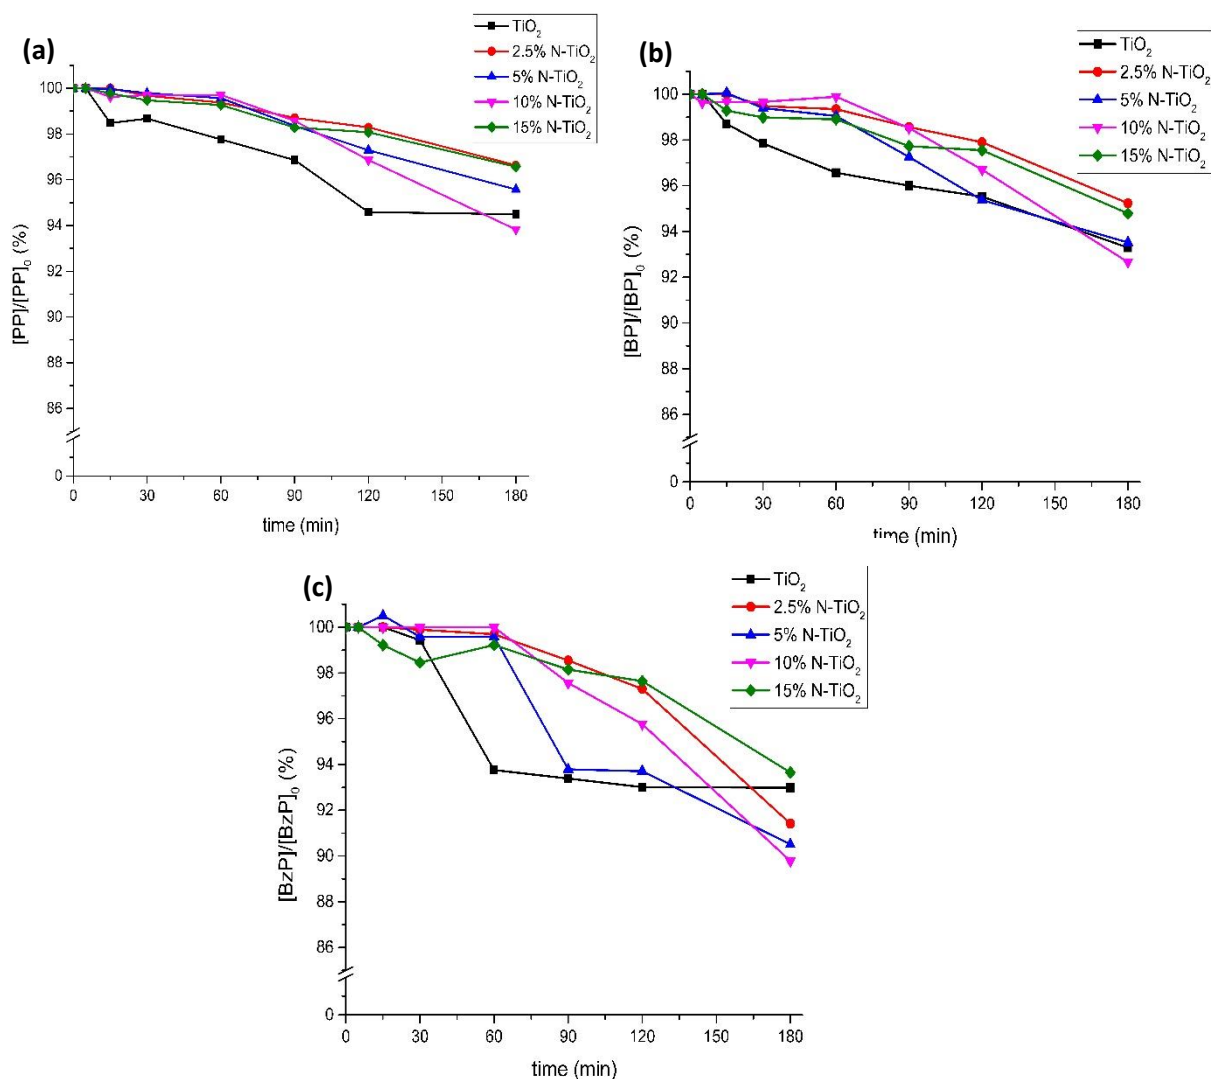 (a)
TiO2
2.5% N-TiO2
5% N-TiO2
10% N-TiO2
15% N-TiO2
[PP]/[PP]0 (%)
100
98
96
94
92
90
88
86
0
0 30 60 90 120 150 180
time (min)
(b)
TiO2
2.5% N-TiO2
5% N-TiO2
10% N-TiO2
15% N-TiO2
[BP]/[BP]0 (%)
100
98
96
94
92
90
88
86
0
0 30 60 90 120 150 180
time (min)
(c)
TiO2
2.5% N-TiO2
5% N-TiO2
10% N-TiO2
15% N-TiO2
[BzP]/[BzP]0 (%)
100
98
96
94
92
90
88
86
0
0 30 60 90 120 150 180
time (min)